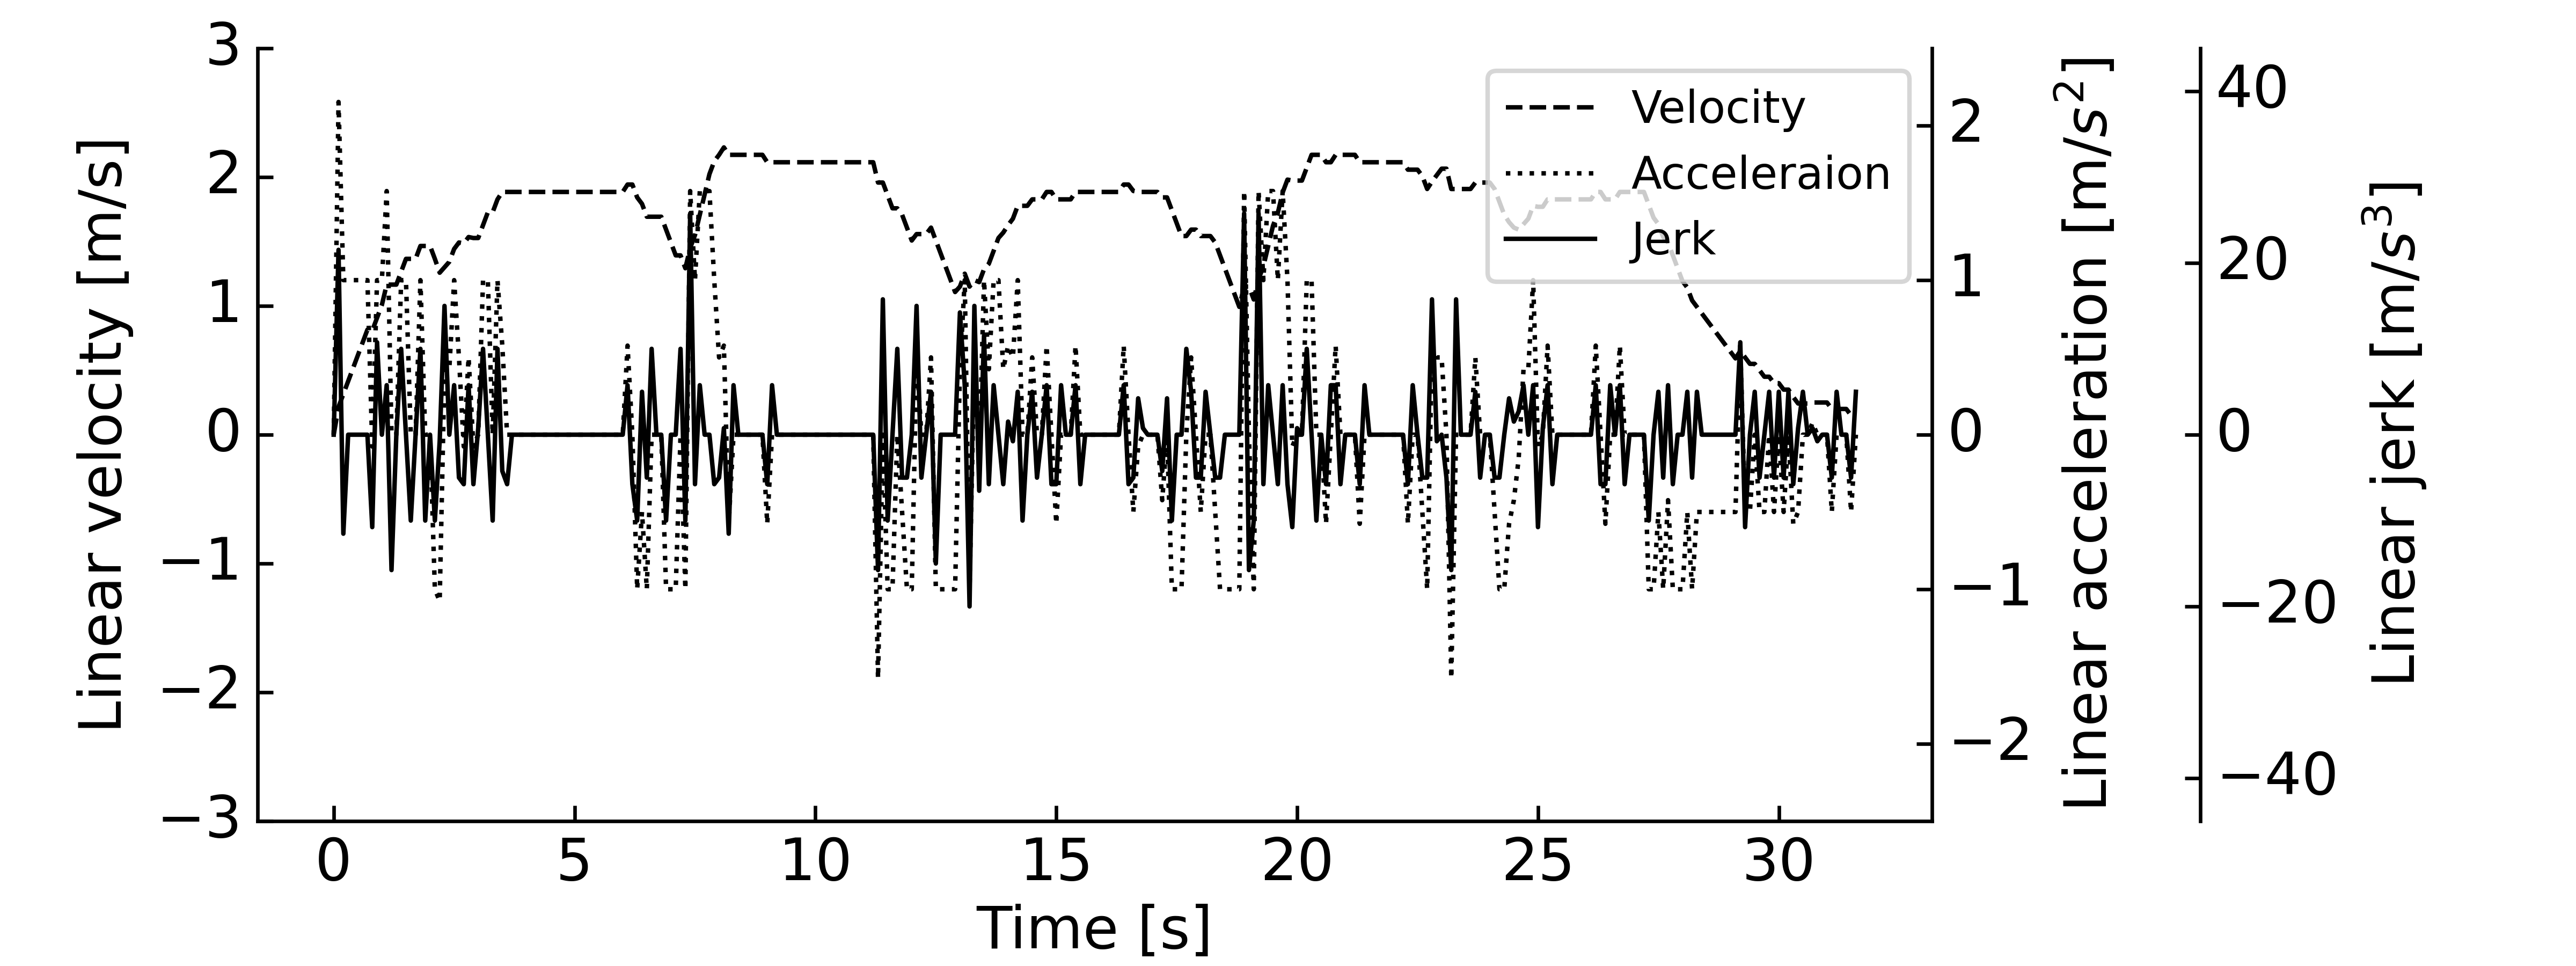 Linear velocity [m/s]
3
2
1
0
−1
−2
−3
0 5 10 15 20 25 30
Time [s]
Velocity
Acceleraion
Jerk
2
1
0
−1
−2
Linear acceleration [m/s²]
40
20
0
−20
−40
Linear jerk [m/s³]